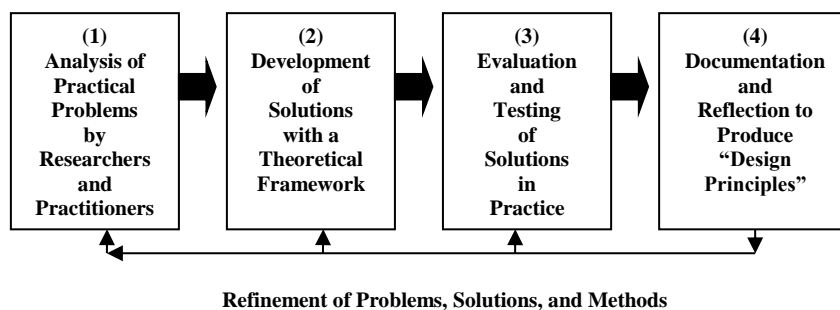 (1)
Analysis of
Practical
Problems
by
Researchers
and
Practitioners
(2)
Development
of
Solutions
with a
Theoretical
Framework
(3)
Evaluation
and
Testing
of
Solutions
in
Practice
(4)
Documentation
and
Reflection to
Produce
“Design
Principles”
Refinement of Problems, Solutions, and Methods